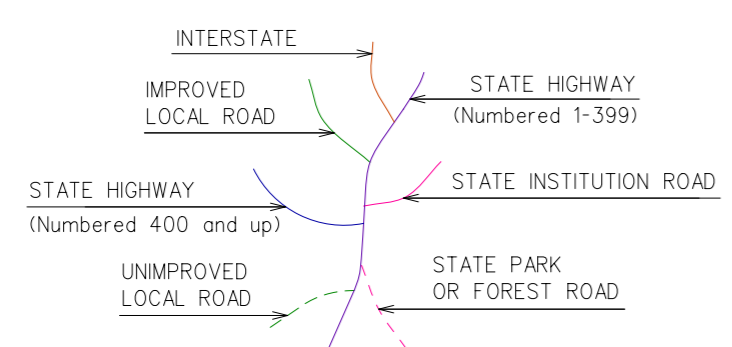 INTERSTATE
IMPROVED
LOCAL ROAD
STATE HIGHWAY
(Numbered 1-399)
STATE HIGHWAY
(Numbered 400 and up)
STATE INSTITUTION ROAD
UNIMPROVED
LOCAL ROAD
STATE PARK
OR FOREST ROAD